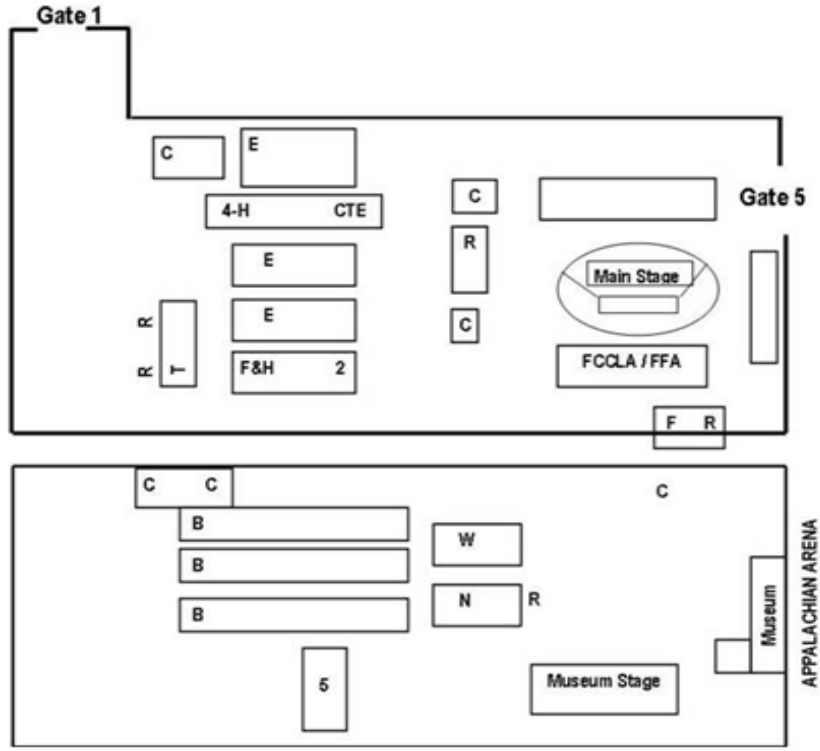 Gate 1
C
E
4-H CTE
C
Gate 5
R
E
Main Stage
E
C
R
R
T
F&H 2
FCCLA / FFA
F R
C C
C
B
W
B
B
N R
APPALACHIAN ARENA
Museum
5
Museum Stage